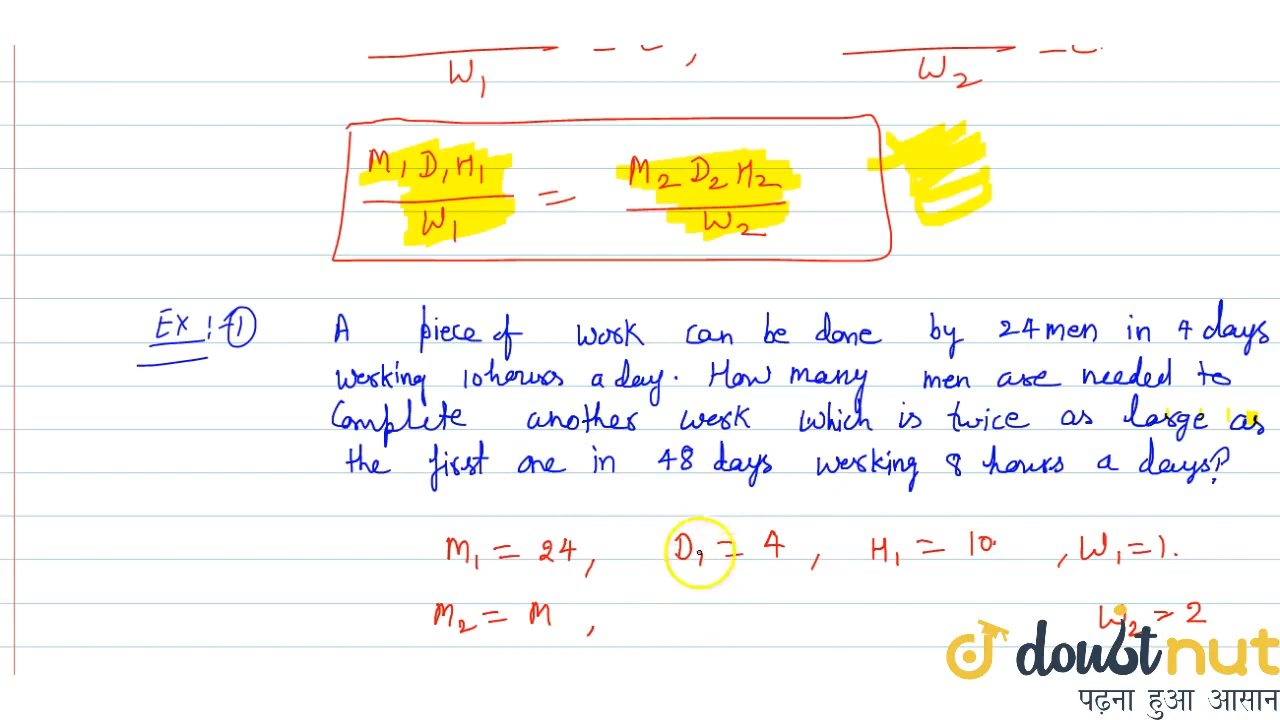 W₁ , W₂
M₁ D₁ H₁ / W₁ = M₂ D₂ H₂ / W₂
Ex:-①
A piece of work can be done by 24 men in 4 days
working 10 hours a day. How many men are needed to
Complete another work which is twice as large as
the first one in 48 days working 8 hours a days?
M₁ = 24, D₁ = 4, H₁ = 10. , W₁ = 1.
M₂ = M , W₂ = 2
doubtnut
पढ़ना हुआ आसान